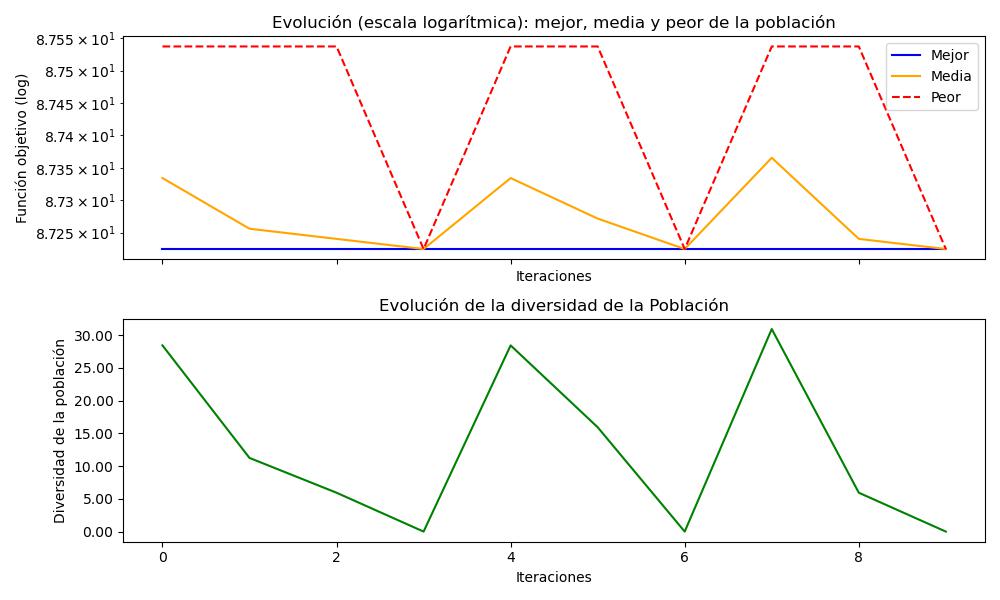 Evolución (escala logarítmica): mejor, media y peor de la población
8.755 × 10¹
8.75 × 10¹
8.745 × 10¹
8.74 × 10¹
8.735 × 10¹
8.73 × 10¹
8.725 × 10¹
Función objetivo (log)
Mejor
Media
Peor
Iteraciones
Evolución de la diversidad de la Población
30.00
25.00
20.00
15.00
10.00
5.00
0.00
Diversidad de la población
0 2 4 6 8
Iteraciones